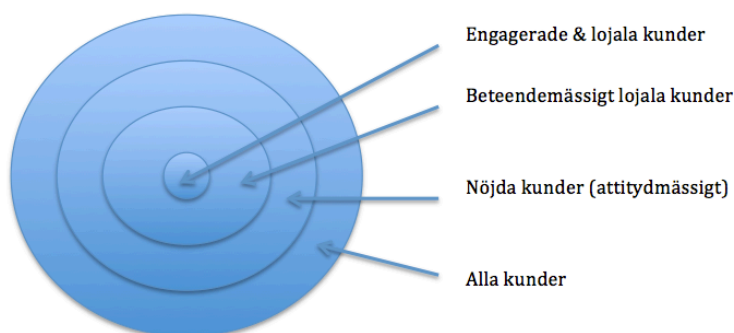 Engagerade & lojala kunder
Beteendemässigt lojala kunder
Nöjda kunder (attitydmässigt)
Alla kunder